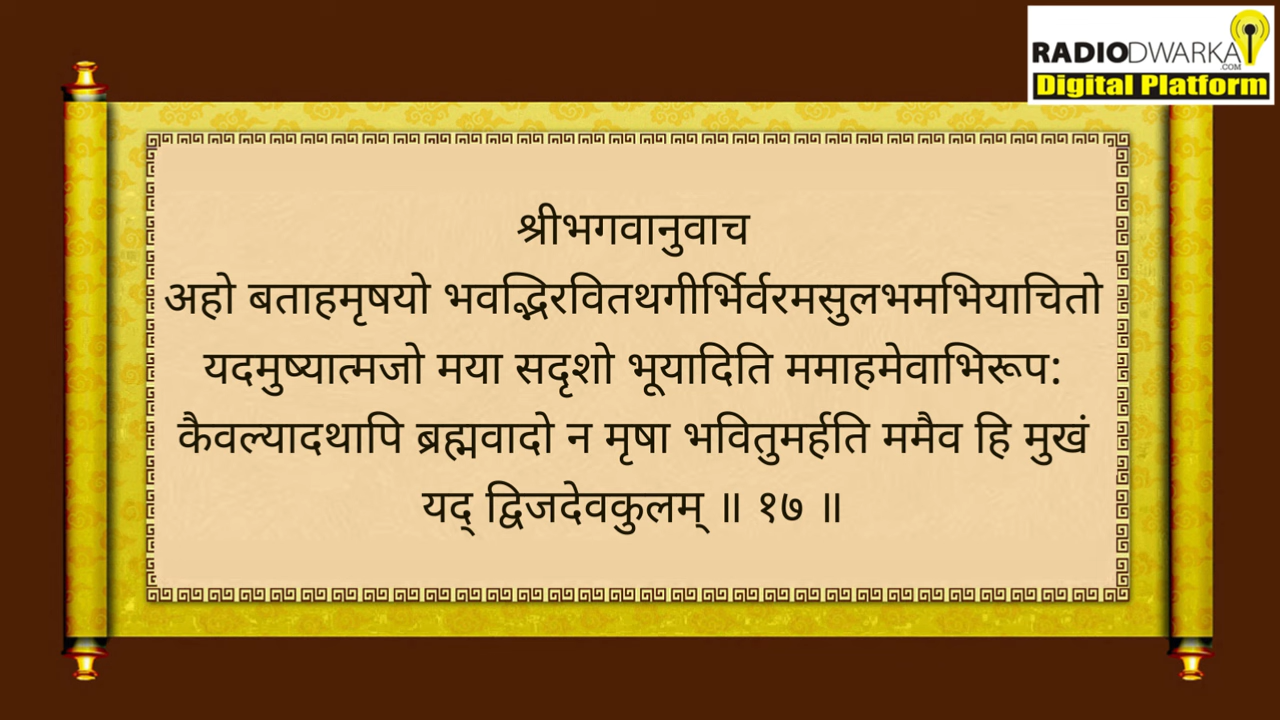 RADIODWARKA
.COM
Digital Platform
श्रीभगवानुवाच
अहो बताहमृषयो भवद्भिरवितथगीर्भिर्वरमसुलभमभियाचितो
यदमुष्यात्मजो मया सदृशो भूयादिति ममाहमेवाभिरूप:
कैवल्यादथापि ब्रह्मवादो न मृषा भवितुमर्हति ममैव हि मुखं
यद् द्विजदेवकुलम् ॥ १७ ॥